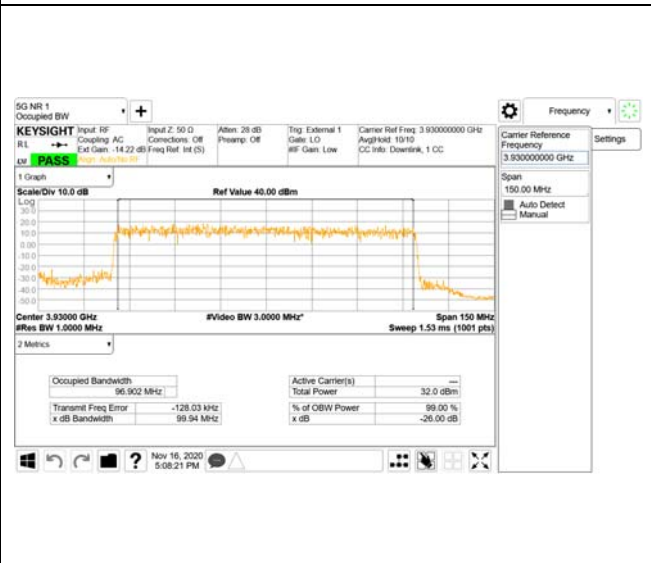 5G NR 1
Occupied BW
Frequency
KEYSIGHT
Input: RF
Coupling: AC
Ext Gain: -14.22 dB
Align: Auto/No RF
Input Z: 50 Ω
Corrections: Off
Freq Ref: Int (S)
Atten: 28 dB
Preamp: Off
Trig: External 1
Gate: LO
#IF Gain: Low
Carrier Ref Freq: 3.930000000 GHz
Avg|Hold: 10/10
CC Info: Downlink, 1 CC
RL
PASS
Carrier Reference
Frequency
3.930000000 GHz
Settings
Span
150.00 MHz
Auto Detect
Manual
1 Graph
Scale/Div 10.0 dB
Ref Value 40.00 dBm
Log
30.0
20.0
10.0
0.00
-10.0
-20.0
-30.0
-40.0
-50.0
Center 3.93000 GHz
#Video BW 3.0000 MHz*
Span 150 MHz
#Res BW 1.0000 MHz
Sweep 1.53 ms (1001 pts)
2 Metrics
Occupied Bandwidth
96.902 MHz
Active Carrier(s) —
Total Power 32.0 dBm
Transmit Freq Error -128.03 kHz
% of OBW Power 99.00 %
x dB Bandwidth 99.94 MHz
x dB -26.00 dB
?
Nov 16, 2020
5:08:21 PM